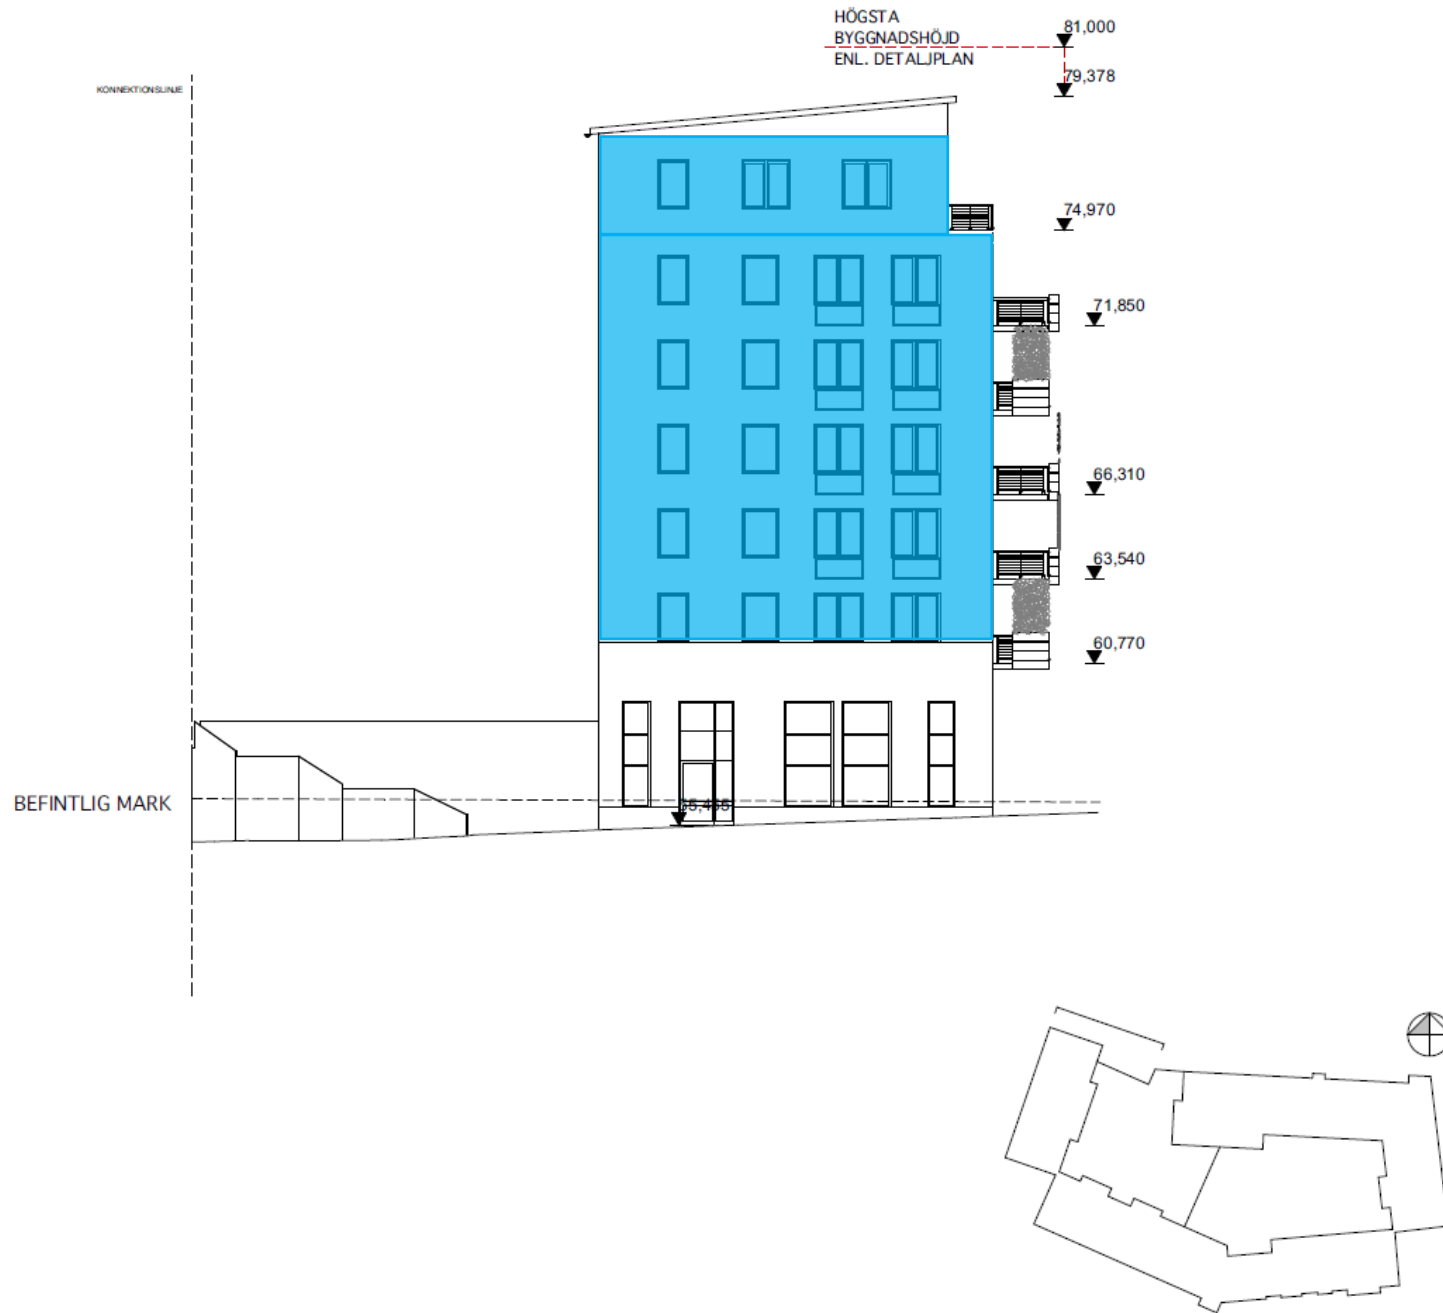 HÖGSTA
BYGGNADSHÖJD
ENL. DETALJPLAN
81,000
79,378
KONNEKTIONSLINJE
74,970
71,850
66,310
63,540
60,770
BEFINTLIG MARK